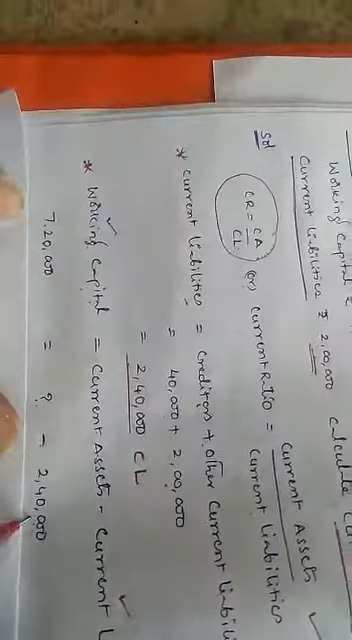 Working Capital ₹
Current liabilities ₹ 2,00,000 Calculate
Sol
CR = CA/CL (or) Current Ratio = Current Assets/Current Liabilities
* Current liabilities = Creditors + Other Current liabili
= 40,000 + 2,00,000
= 2,40,000 CL
* Working Capital = Current Assets - Current L
7,20,000 = ? - 2,40,000